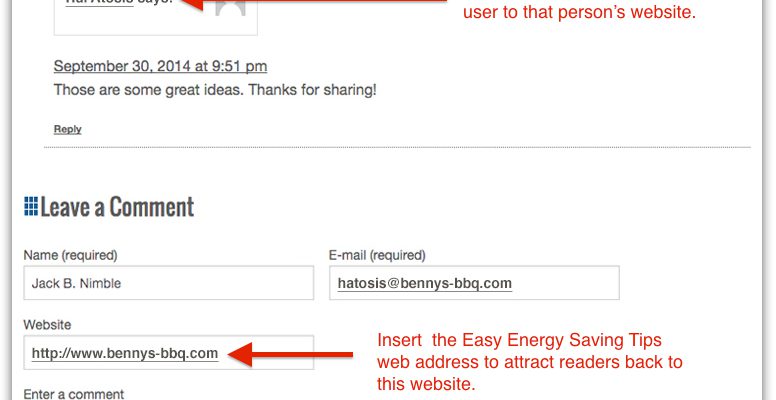 says!
user to that person's website.
September 30, 2014 at 9:51 pm
Those are some great ideas. Thanks for sharing!
Reply
Leave a Comment
Name (required)
E-mail (required)
Jack B. Nimble
hatosis@bennys-bbq.com
Website
http://www.bennys-bbq.com
Insert the Easy Energy Saving Tips
web address to attract readers back to
this website.
Enter a comment